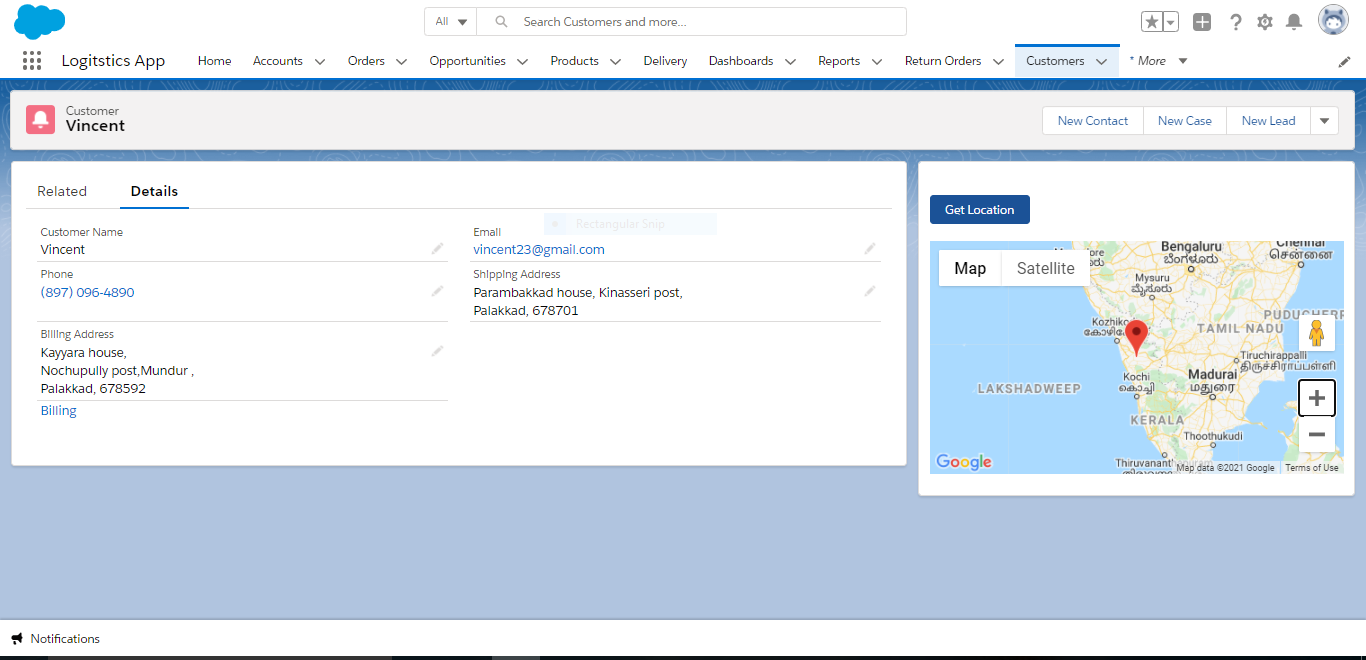 All
Search Customers and more...
Logitstics App
Home
Accounts
Orders
Opportunities
Products
Delivery
Dashboards
Reports
Return Orders
Customers
* More
Customer
Vincent
New Contact
New Case
New Lead
Related
Details
Rectangular Snip
Customer Name
Vincent
Email
vincent23@gmail.com
Phone
(897) 096-4890
Shipping Address
Parambakkad house, Kinasseri post,
Palakkad, 678701
Billing Address
Kayyara house,
Nochupully post,Mundur ,
Palakkad, 678592
Billing
Get Location
Map
Satellite
Bengaluru
ಬೆಂಗಳೂರು
Chennai
சென்னை
Mysuru
ಮೈಸೂರು
PUDUCHERR
TAMIL NADU
Tiruchirappalli
திருச்சிராப்பள்ளி
Kochi
കൊച്ചി
Madurai
மதுரை
LAKSHADWEEP
KERALA
Thoothukudi
Google
Map data ©2021 Google
Terms of Use
Notifications